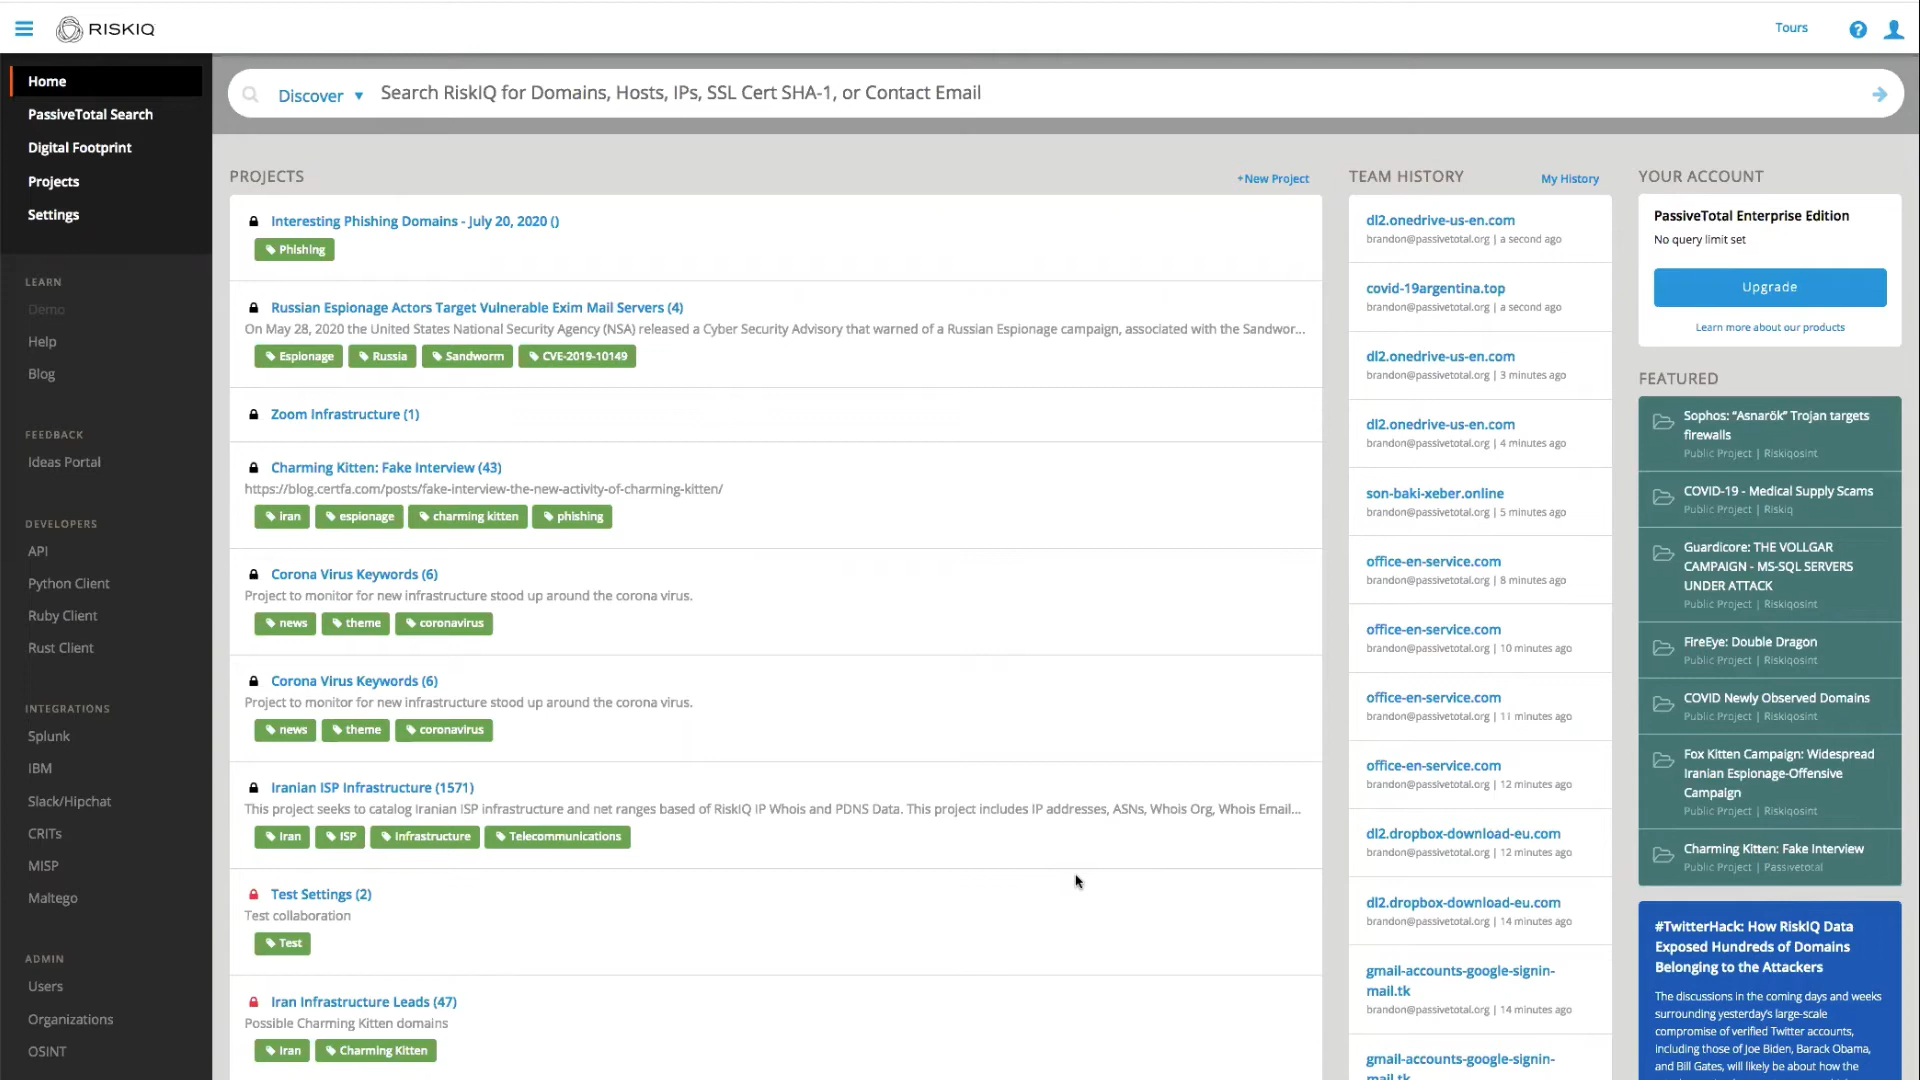 RISKIQ
Tours
Home
PassiveTotal Search
Digital Footprint
Projects
Settings
LEARN
Demo
Help
Blog
FEEDBACK
Ideas Portal
DEVELOPERS
API
Python Client
Ruby Client
Rust Client
INTEGRATIONS
Splunk
IBM
Slack/Hipchat
CRITs
MISP
Maltego
ADMIN
Users
Organizations
OSINT
Discover
Search RiskIQ for Domains, Hosts, IPs, SSL Cert SHA-1, or Contact Email
PROJECTS
+New Project
Interesting Phishing Domains - July 20, 2020 ()
Phishing
Russian Espionage Actors Target Vulnerable Exim Mail Servers (4)
On May 28, 2020 the United States National Security Agency (NSA) released a Cyber Security Advisory that warned of a Russian Espionage campaign, associated with the Sandwor...
Espionage Russia Sandworm CVE-2019-10149
Zoom Infrastructure (1)
Charming Kitten: Fake Interview (43)
https://blog.certfa.com/posts/fake-interview-the-new-activity-of-charming-kitten/
iran espionage charming kitten phishing
Corona Virus Keywords (6)
Project to monitor for new infrastructure stood up around the corona virus.
news theme coronavirus
Corona Virus Keywords (6)
Project to monitor for new infrastructure stood up around the corona virus.
news theme coronavirus
Iranian ISP Infrastructure (1571)
This project seeks to catalog Iranian ISP infrastructure and net ranges based of RiskIQ IP Whois and PDNS Data. This project includes IP addresses, ASNs, Whois Org, Whois Email...
Iran ISP Infrastructure Telecommunications
Test Settings (2)
Test collaboration
Test
Iran Infrastructure Leads (47)
Possible Charming Kitten domains
Iran Charming Kitten
TEAM HISTORY
My History
dl2.onedrive-us-en.com
brandon@passivetotal.org | a second ago
covid-19argentina.top
brandon@passivetotal.org | a second ago
dl2.onedrive-us-en.com
brandon@passivetotal.org | 3 minutes ago
dl2.onedrive-us-en.com
brandon@passivetotal.org | 4 minutes ago
son-baki-xeber.online
brandon@passivetotal.org | 5 minutes ago
office-en-service.com
brandon@passivetotal.org | 8 minutes ago
office-en-service.com
brandon@passivetotal.org | 10 minutes ago
office-en-service.com
brandon@passivetotal.org | 11 minutes ago
office-en-service.com
brandon@passivetotal.org | 12 minutes ago
dl2.dropbox-download-eu.com
brandon@passivetotal.org | 12 minutes ago
dl2.dropbox-download-eu.com
brandon@passivetotal.org | 14 minutes ago
gmail-accounts-google-signin-
mail.tk
brandon@passivetotal.org | 14 minutes ago
gmail-accounts-google-signin-
mail.tk
YOUR ACCOUNT
PassiveTotal Enterprise Edition
No query limit set
Upgrade
Learn more about our products
FEATURED
Sophos: “Asnarök” Trojan targets
firewalls
Public Project | Riskiqosint
COVID-19 - Medical Supply Scams
Public Project | Riskiq
Guardicore: THE VOLLGAR
CAMPAIGN - MS-SQL SERVERS
UNDER ATTACK
Public Project | Riskiqosint
FireEye: Double Dragon
Public Project | Riskiqosint
COVID Newly Observed Domains
Public Project | Riskiqosint
Fox Kitten Campaign: Widespread
Iranian Espionage-Offensive
Campaign
Public Project | Riskiqosint
Charming Kitten: Fake Interview
Public Project | Passivetotal
#TwitterHack: How RiskIQ Data
Exposed Hundreds of Domains
Belonging to the Attackers
The discussions in the coming days and weeks
surrounding yesterday's large-scale
compromise of verified Twitter accounts,
including those of Joe Biden, Barack Obama,
and Bill Gates, will likely be about how the